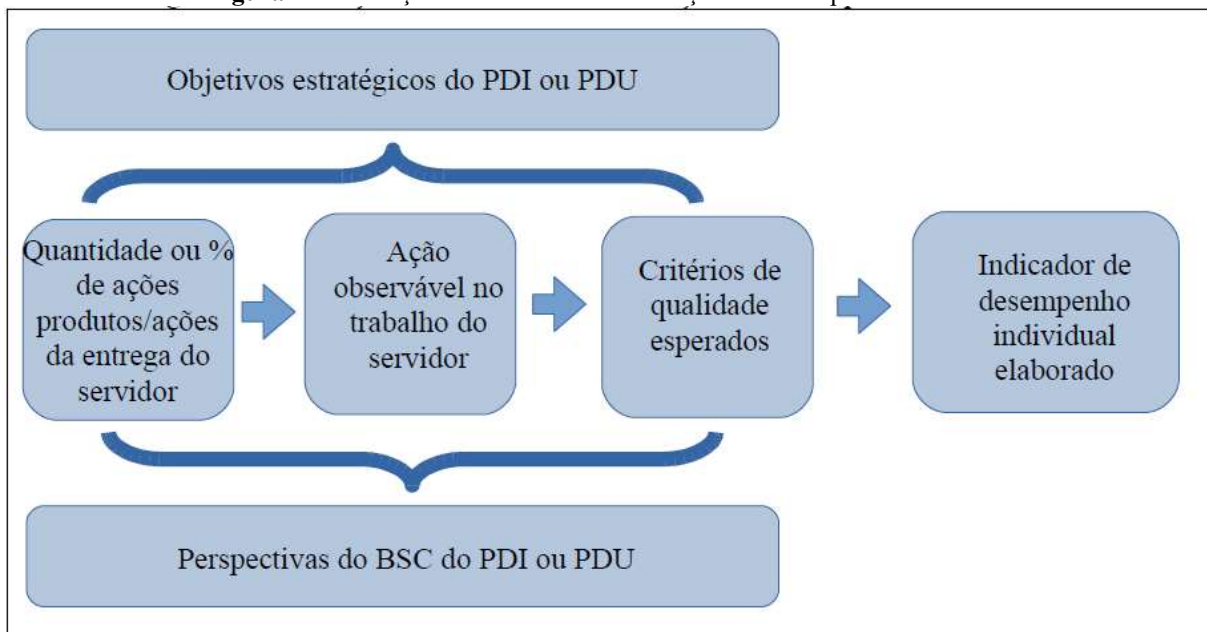 Objetivos estratégicos do PDI ou PDU
Quantidade ou %
de ações
produtos/ações
da entrega do
servidor
Ação
observável no
trabalho do
servidor
Critérios de
qualidade
esperados
Indicador de
desempenho
individual
elaborado
Perspectivas do BSC do PDI ou PDU